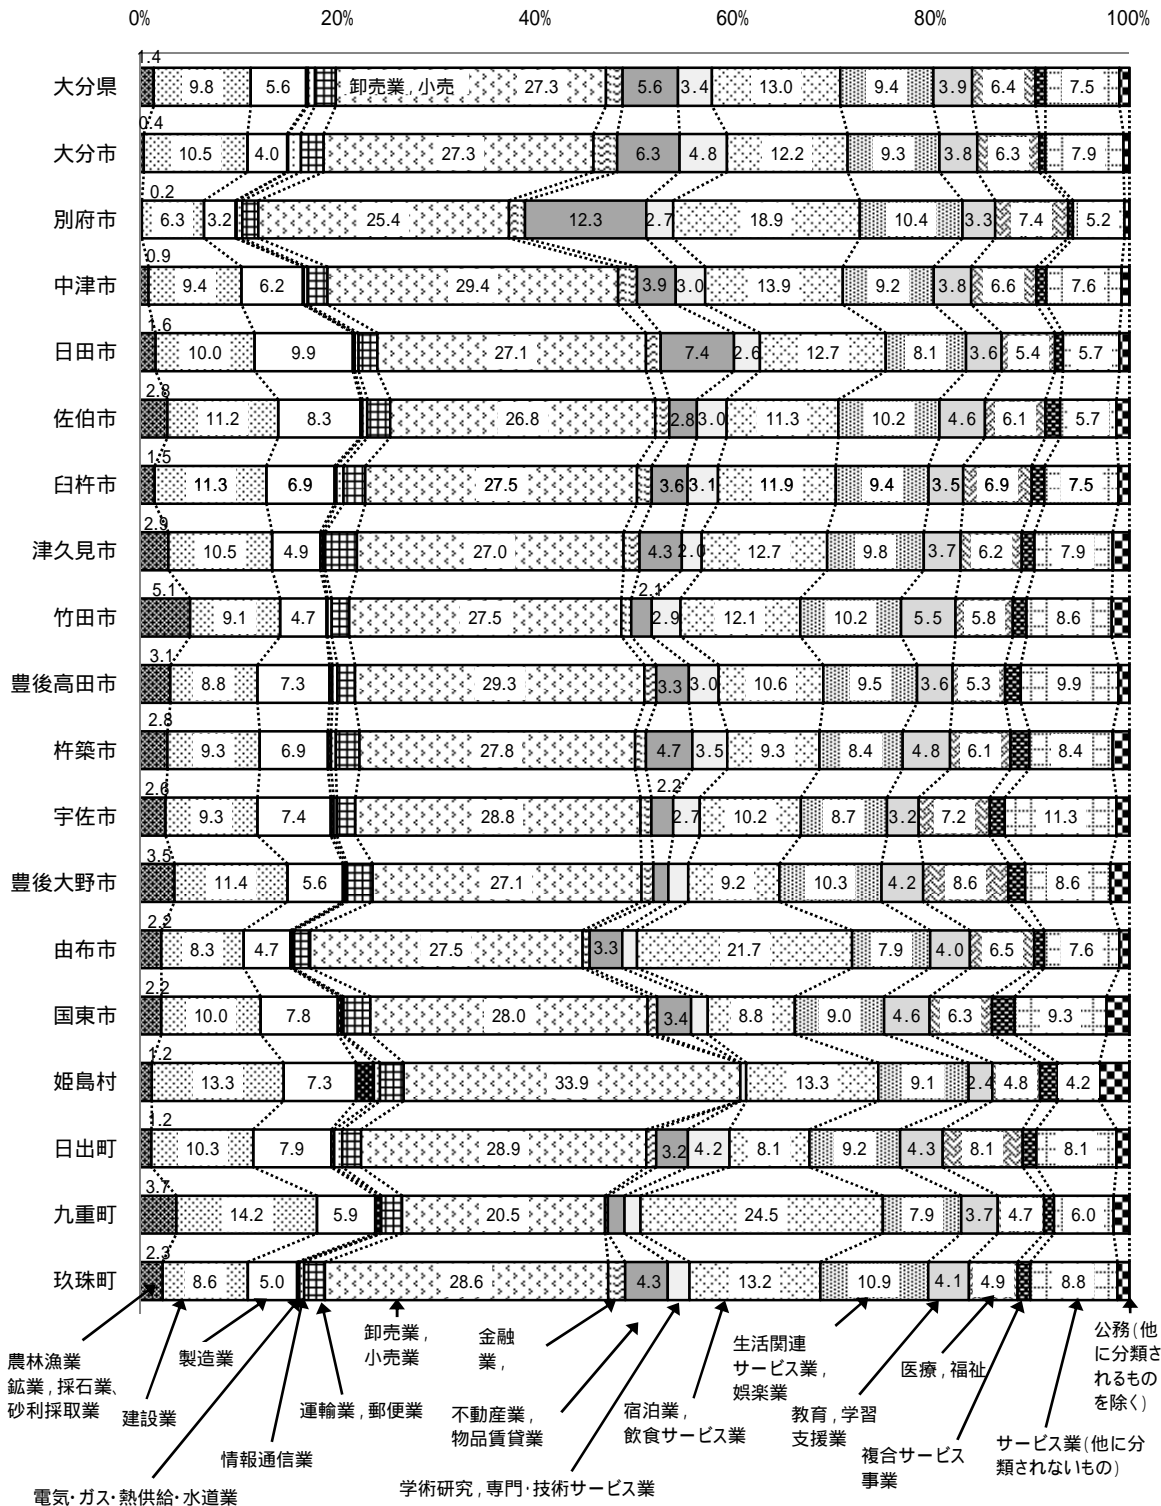 0% 20% 40% 60% 80% 100%
1.4
大分県 9.8 5.6 卸売業，小売 27.3 5.6 3.4 13.0 9.4 3.9 6.4 7.5
0.4
大分市 10.5 4.0 27.3 6.3 4.8 12.2 9.3 3.8 6.3 7.9
0.2
別府市 6.3 3.2 25.4 12.3 2.7 18.9 10.4 3.3 7.4 5.2
0.9
中津市 9.4 6.2 29.4 3.9 3.0 13.9 9.2 3.8 6.6 7.6
1.6
日田市 10.0 9.9 27.1 7.4 2.6 12.7 8.1 3.6 5.4 5.7
2.8
佐伯市 11.2 8.3 26.8 2.8 3.0 11.3 10.2 4.6 6.1 5.7
1.5
臼杵市 11.3 6.9 27.5 3.6 3.1 11.9 9.4 3.5 6.9 7.5
2.9
津久見市 10.5 4.9 27.0 4.3 2.0 12.7 9.8 3.7 6.2 7.9
5.1 2.1
竹田市 9.1 4.7 27.5 2.9 12.1 10.2 5.5 5.8 8.6
3.1
豊後高田市 8.8 7.3 29.3 3.3 3.0 10.6 9.5 3.6 5.3 9.9
2.8
杵築市 9.3 6.9 27.8 4.7 3.5 9.3 8.4 4.8 6.1 8.4
2.6 2.2
宇佐市 9.3 7.4 28.8 2.7 10.2 8.7 3.2 7.2 11.3
3.5
豊後大野市 11.4 5.6 27.1 9.2 10.3 4.2 8.6 8.6
2.2
由布市 8.3 4.7 27.5 3.3 21.7 7.9 4.0 6.5 7.6
2.2
国東市 10.0 7.8 28.0 3.4 8.8 9.0 4.6 6.3 9.3
1.2
姫島村 13.3 7.3 33.9 13.3 9.1 2.4 4.8 4.2
1.2
日出町 10.3 7.9 28.9 3.2 4.2 8.1 9.2 4.3 8.1 8.1
3.7
九重町 14.2 5.9 20.5 24.5 7.9 3.7 4.7 6.0
2.3
玖珠町 8.6 5.0 28.6 4.3 13.2 10.9 4.1 4.9 8.8
農林漁業
鉱業，採石業、
砂利採取業
建設業
製造業
電気・ガス・熱供給・水道業
情報通信業
運輸業，郵便業
卸売業，
小売業
金融
業，
不動産業，
物品賃貸業
学術研究，専門・技術サービス業
宿泊業，
飲食サービス業
生活関連
サービス業，
娯楽業
教育，学習
支援業
医療，福祉
複合サービス
事業
サービス業(他に分
類されないもの)
公務(他
に分類さ
れるもの
を除く)